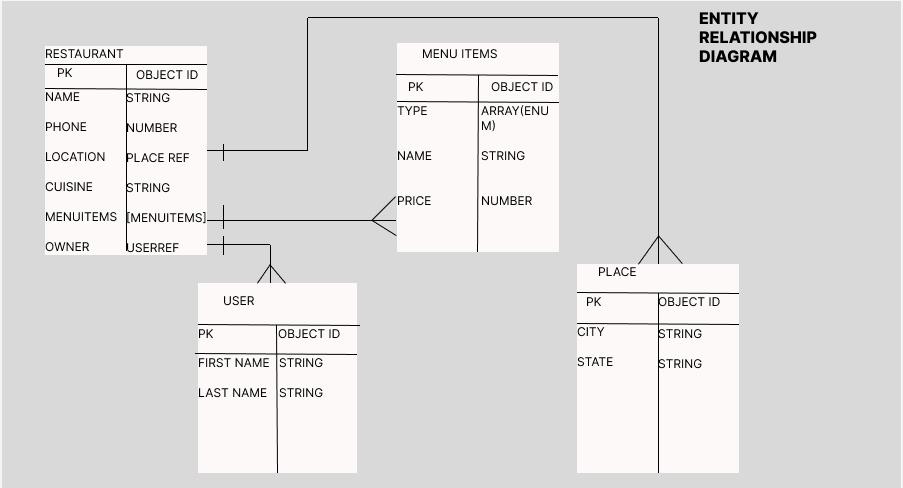 ENTITY
RELATIONSHIP
DIAGRAM
RESTAURANT
PK OBJECT ID
NAME STRING
PHONE NUMBER
LOCATION PLACE REF
CUISINE STRING
MENUITEMS [MENUITEMS]
OWNER USERREF
MENU ITEMS
PK OBJECT ID
TYPE ARRAY(ENU
M)
NAME STRING
PRICE NUMBER
USER
PK OBJECT ID
FIRST NAME STRING
LAST NAME STRING
PLACE
PK OBJECT ID
CITY STRING
STATE STRING